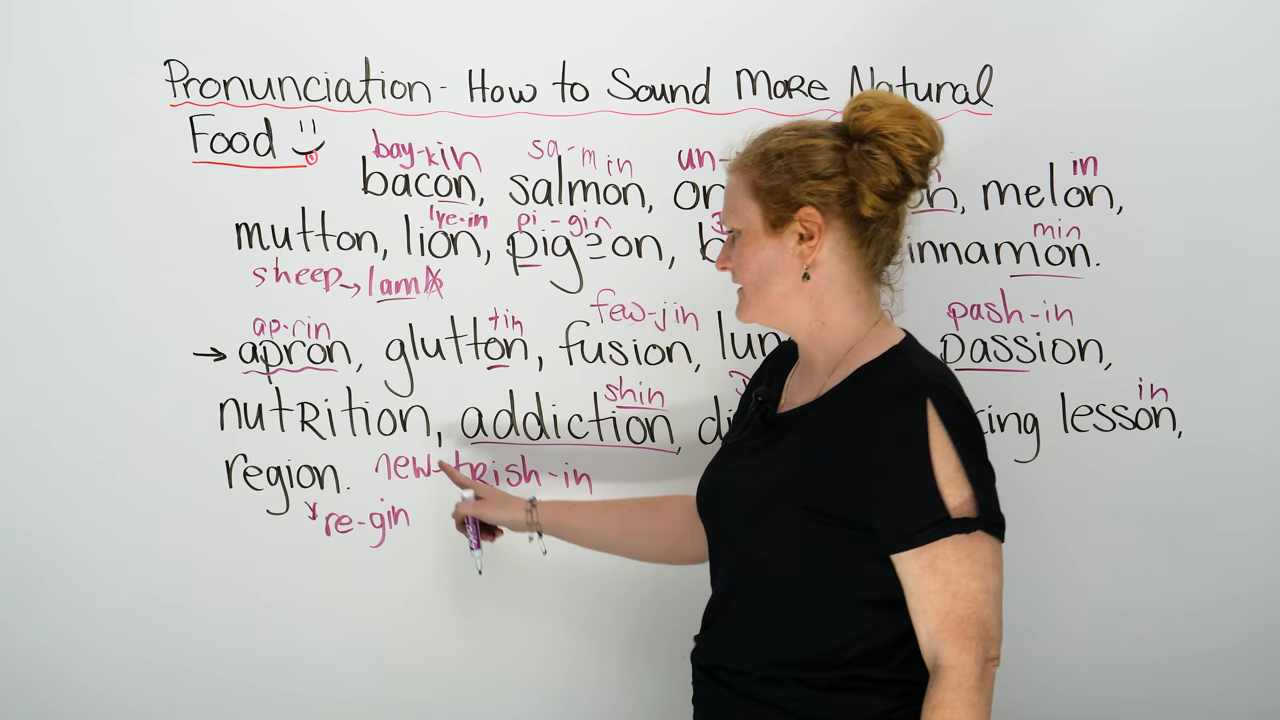 Pronunciation - How to Sound More Natural
Food
bay-kin sa-min un- in
bacon, salmon, on melon,
lye-in pi-gin min
mutton, lion, pigeon, b innamon.
sheep→lamb
ap-rin tin few-jin pash-in
→ apron, glutton, fusion, lun passion,
shin in
nutrition, addiction, di ing lesson,
region. new-trish-in
re-gin